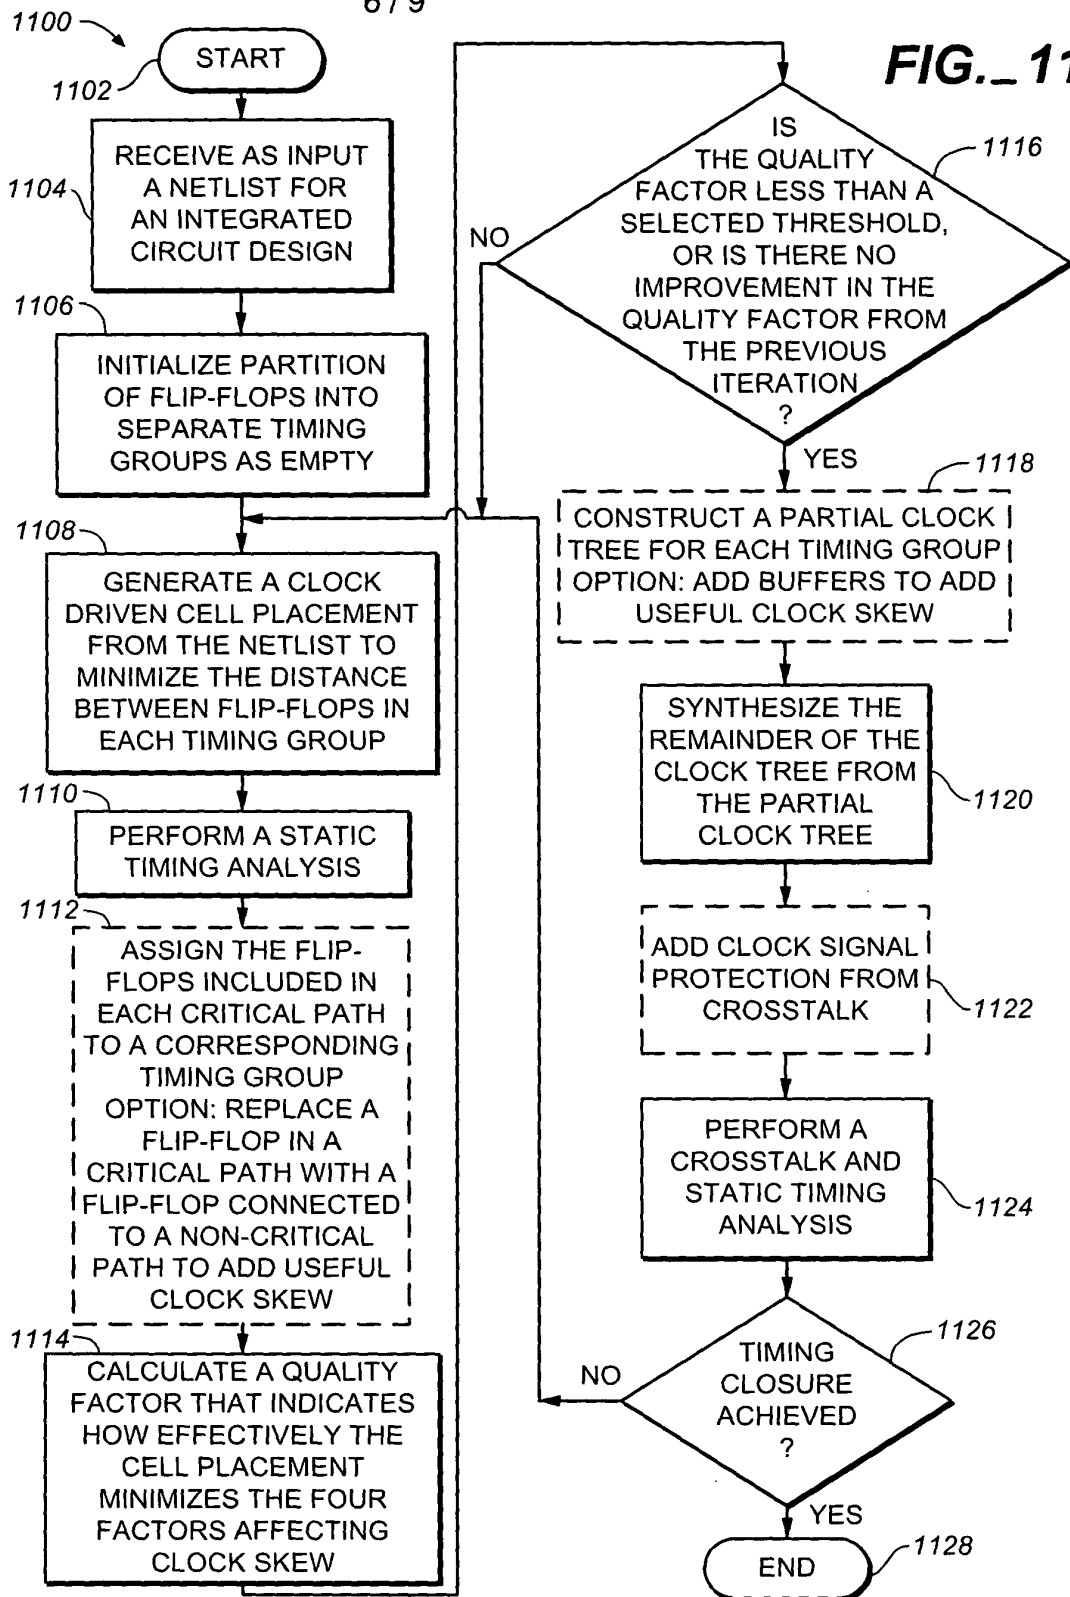 6 / 9
1100
FIG._11
START
1102
RECEIVE AS INPUT
A NETLIST FOR
AN INTEGRATED
CIRCUIT DESIGN
1104
1106
INITIALIZE PARTITION
OF FLIP-FLOPS INTO
SEPARATE TIMING
GROUPS AS EMPTY
1108
GENERATE A CLOCK
DRIVEN CELL PLACEMENT
FROM THE NETLIST TO
MINIMIZE THE DISTANCE
BETWEEN FLIP-FLOPS IN
EACH TIMING GROUP
1110
PERFORM A STATIC
TIMING ANALYSIS
1112
ASSIGN THE FLIP-
FLOPS INCLUDED IN
EACH CRITICAL PATH
TO A CORRESPONDING
TIMING GROUP
OPTION: REPLACE A
FLIP-FLOP IN A
CRITICAL PATH WITH A
FLIP-FLOP CONNECTED
TO A NON-CRITICAL
PATH TO ADD USEFUL
CLOCK SKEW
1114
CALCULATE A QUALITY
FACTOR THAT INDICATES
HOW EFFECTIVELY THE
CELL PLACEMENT
MINIMIZES THE FOUR
FACTORS AFFECTING
CLOCK SKEW
IS
THE QUALITY
FACTOR LESS THAN A
SELECTED THRESHOLD,
OR IS THERE NO
IMPROVEMENT IN THE
QUALITY FACTOR FROM
THE PREVIOUS
ITERATION
?
1116
NO
YES
1118
CONSTRUCT A PARTIAL CLOCK
TREE FOR EACH TIMING GROUP
OPTION: ADD BUFFERS TO ADD
USEFUL CLOCK SKEW
SYNTHESIZE THE
REMAINDER OF THE
CLOCK TREE FROM
THE PARTIAL
CLOCK TREE
1120
ADD CLOCK SIGNAL
PROTECTION FROM
CROSSTALK
1122
PERFORM A
CROSSTALK AND
STATIC TIMING
ANALYSIS
1124
TIMING
CLOSURE
ACHIEVED
?
1126
NO
YES
END
1128